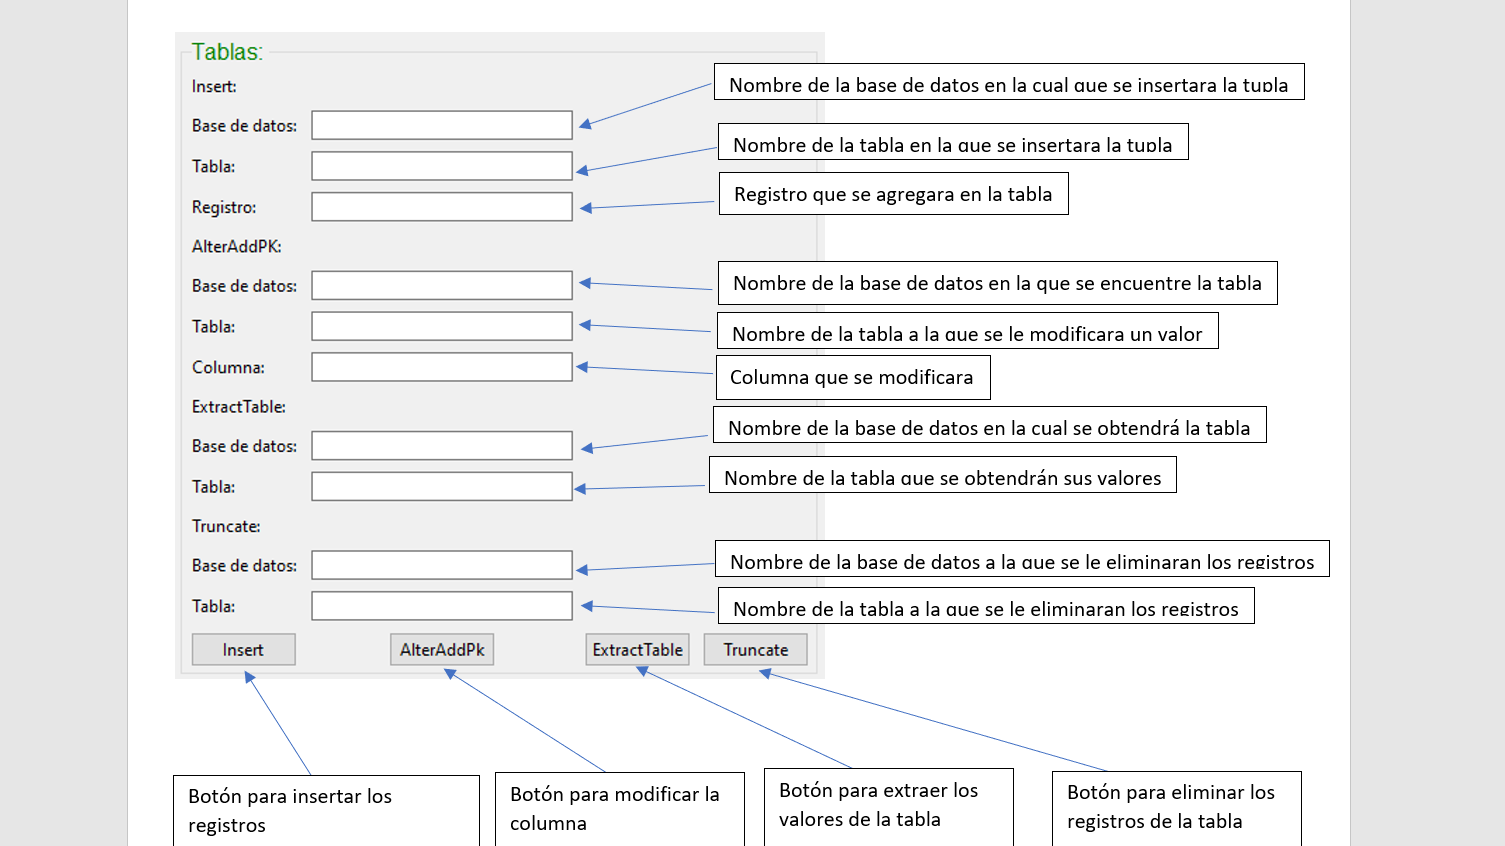 Tablas:
Insert:
Nombre de la base de datos en la cual que se insertara la tupla
Base de datos:
Nombre de la tabla en la que se insertara la tupla
Tabla:
Registro que se agregara en la tabla
Registro:
AlterAddPK:
Base de datos:
Nombre de la base de datos en la que se encuentre la tabla
Tabla:
Nombre de la tabla a la que se le modificara un valor
Columna:
Columna que se modificara
ExtractTable:
Nombre de la base de datos en la cual se obtendrá la tabla
Base de datos:
Nombre de la tabla que se obtendrán sus valores
Tabla:
Truncate:
Base de datos:
Nombre de la base de datos a la que se le eliminaran los registros
Tabla:
Nombre de la tabla a la que se le eliminaran los registros
Insert
AlterAddPk
ExtractTable
Truncate
Botón para insertar los
registros
Botón para modificar la
columna
Botón para extraer los
valores de la tabla
Botón para eliminar los
registros de la tabla